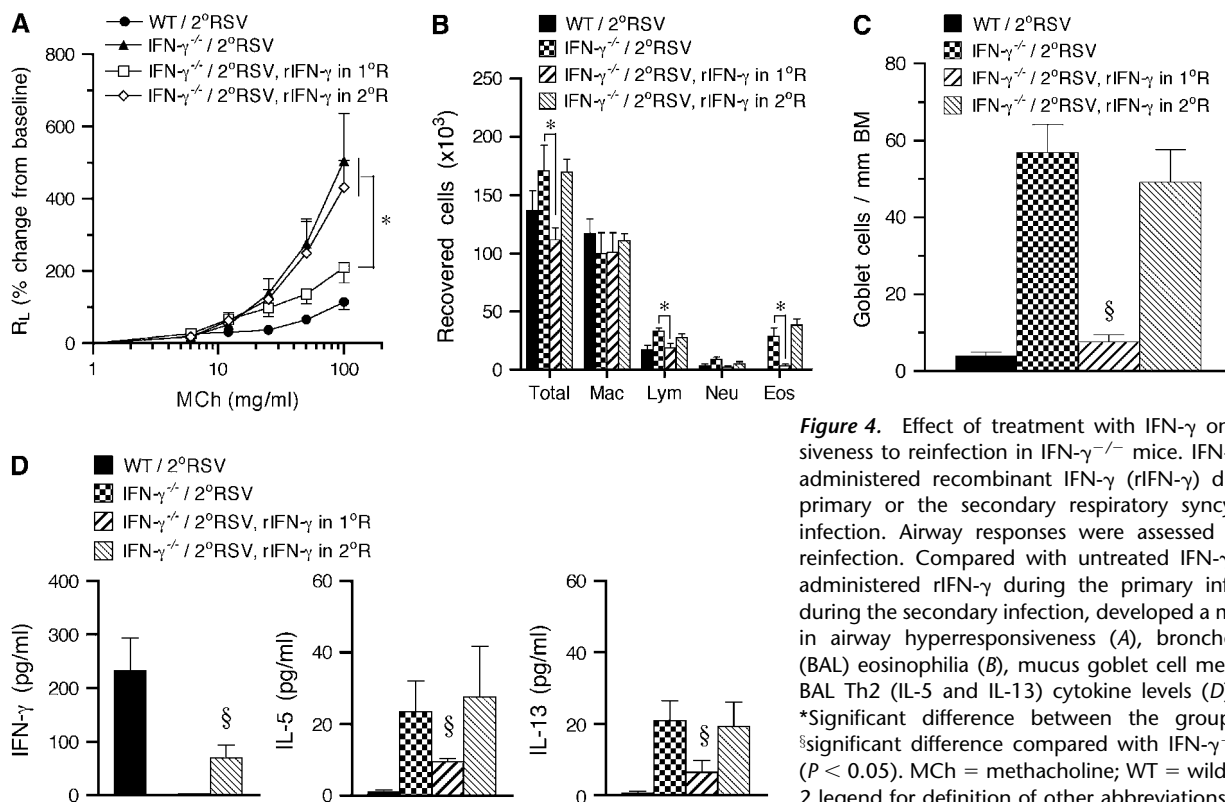 A
WT / 2°RSV
IFN-γ-/- / 2°RSV
IFN-γ-/- / 2°RSV, rIFN-γ in 1°R
IFN-γ-/- / 2°RSV, rIFN-γ in 2°R
RL (% change from baseline)
800
600
400
200
0
*
1
10
100
MCh (mg/ml)
B
WT / 2°RSV
IFN-γ-/- / 2°RSV
IFN-γ-/- / 2°RSV, rIFN-γ in 1°R
IFN-γ-/- / 2°RSV, rIFN-γ in 2°R
Recovered cells (x10³)
250
200
150
100
50
0
*
*
*
Total Mac Lym Neu Eos
C
WT / 2°RSV
IFN-γ-/- / 2°RSV
IFN-γ-/- / 2°RSV, rIFN-γ in 1°R
IFN-γ-/- / 2°RSV, rIFN-γ in 2°R
Goblet cells / mm BM
80
60
40
20
0
§
D
WT / 2°RSV
IFN-γ-/- / 2°RSV
IFN-γ-/- / 2°RSV, rIFN-γ in 1°R
IFN-γ-/- / 2°RSV, rIFN-γ in 2°R
IFN-γ (pg/ml)
400
300
200
100
0
§
IL-5 (pg/ml)
60
40
20
0
§
IL-13 (pg/ml)
60
40
20
0
§
Figure 4. Effect of treatment with IFN-γ on
siveness to reinfection in IFN-γ−/− mice. IFN-
administered recombinant IFN-γ (rIFN-γ) d
primary or the secondary respiratory syncy
infection. Airway responses were assessed
reinfection. Compared with untreated IFN-γ
administered rIFN-γ during the primary inf
during the secondary infection, developed a n
in airway hyperresponsiveness (A), bronch
(BAL) eosinophilia (B), mucus goblet cell me
BAL Th2 (IL-5 and IL-13) cytokine levels (D)
*Significant difference between the group
§significant difference compared with IFN-γ−
(P < 0.05). MCh = methacholine; WT = wild
2 legend for definition of other abbreviations